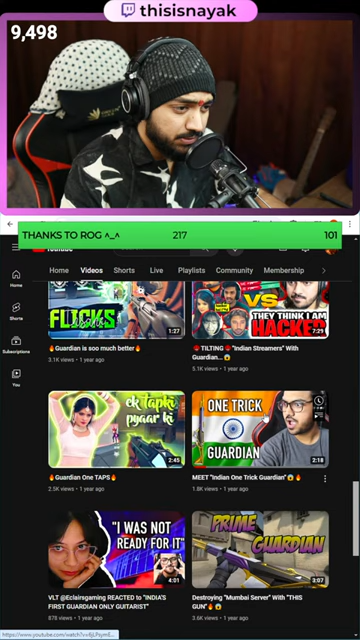 thisisnayak
9,498
THANKS TO ROG ^_^ 217 101
Home Videos Shorts Live Playlists Community Membership
Home
Shorts
Subscriptions
You
FLICKS
1:27
VS
THEY THINK I AM
HACKER
7:29
🔥Guardian is soo much better🔥
3.1K views • 1 year ago
"Indian Streamers" With
Guardian...😱
5.1K views • 1 year ago
ek tapki
pyaar ki
2:45
ONE TRICK
GUARDIAN
2:18
🔥Guardian One TAPS🔥
2.5K views • 1 year ago
MEET "Indian One Trick Guardian"😱🔥
1.8K views • 1 year ago
"I WAS NOT
READY FOR IT"
4:01
PRIME
GUARDIAN
3:07
VLT @Eclairsgaming REACTED to "INDIA'S
FIRST GUARDIAN ONLY GUITARIST"
878 views • 1 year ago
Destroying "Mumbai Server" With "THIS
GUN"🔥😱
3.6K views • 1 year ago